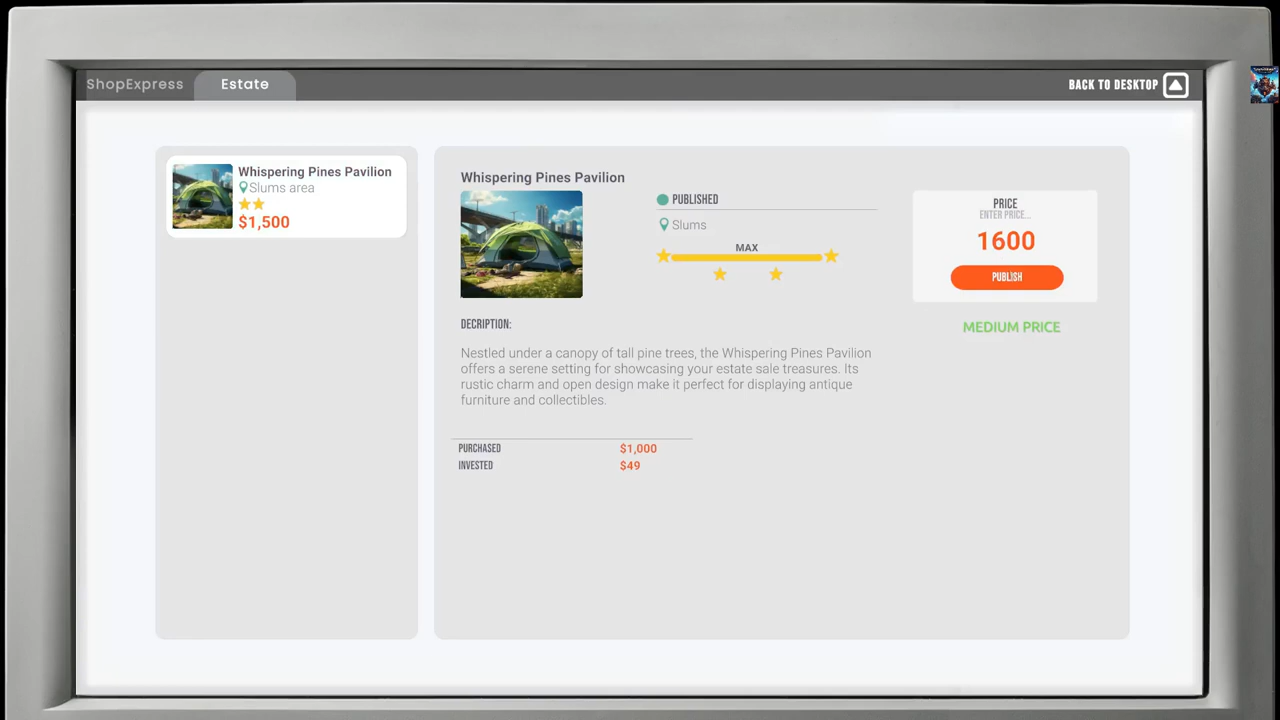 ShopExpress
Estate
BACK TO DESKTOP
Whispering Pines Pavilion
Slums area
$1,500
Whispering Pines Pavilion
PUBLISHED
Slums
MAX
PRICE
ENTER PRICE...
1600
PUBLISH
MEDIUM PRICE
DECRIPTION:
Nestled under a canopy of tall pine trees, the Whispering Pines Pavilion
offers a serene setting for showcasing your estate sale treasures. Its
rustic charm and open design make it perfect for displaying antique
furniture and collectibles.
PURCHASED $1,000
INVESTED $49